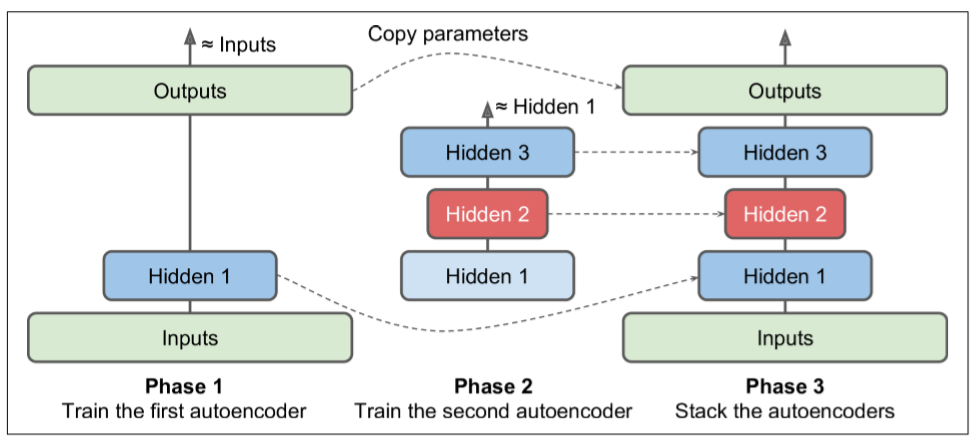 ≈ Inputs
Outputs
Hidden 1
Inputs
Phase 1
Train the first autoencoder
Copy parameters
≈ Hidden 1
Hidden 3
Hidden 2
Hidden 1
Phase 2
Train the second autoencoder
Outputs
Hidden 3
Hidden 2
Hidden 1
Inputs
Phase 3
Stack the autoencoders